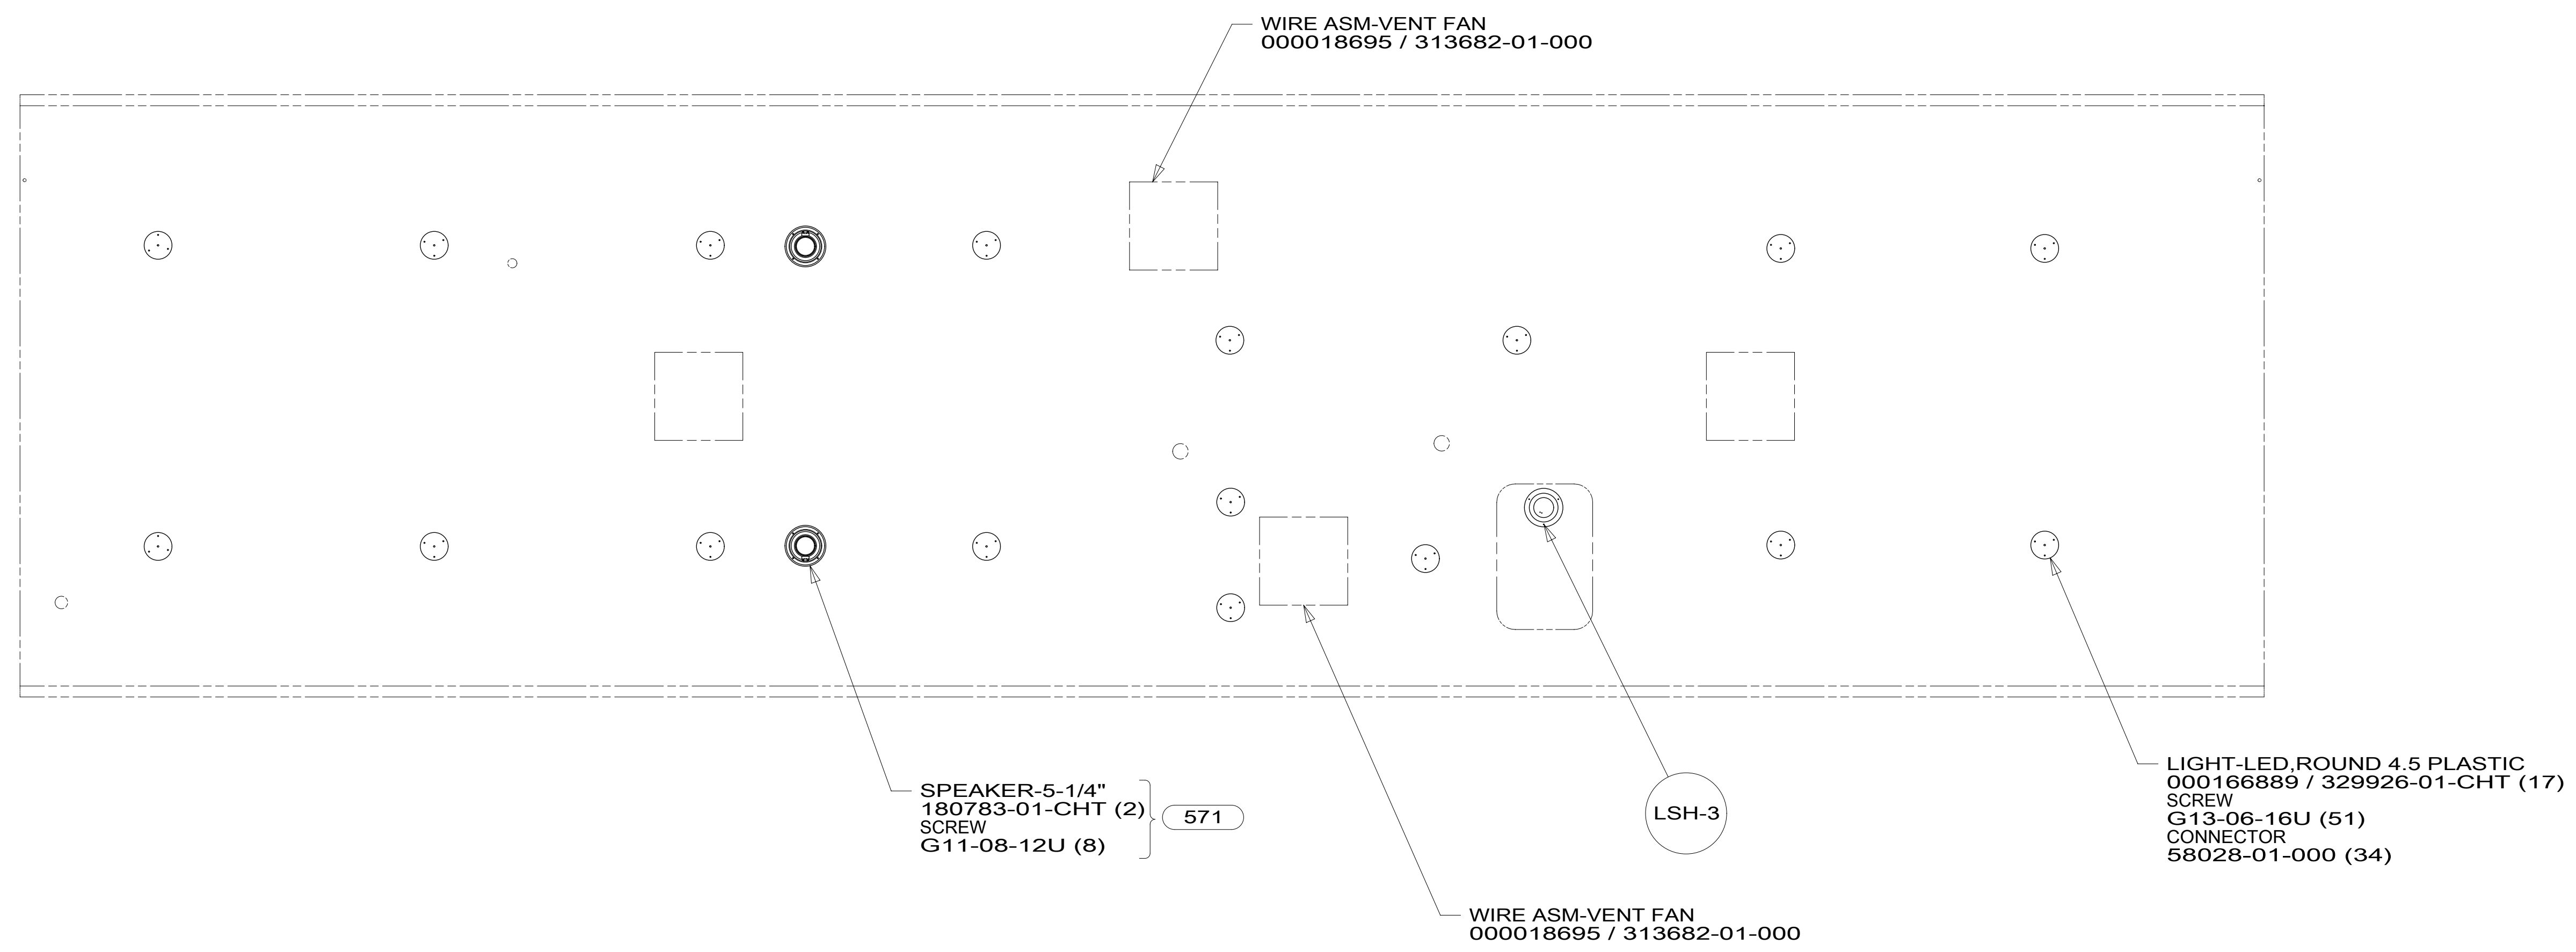 WIRE ASM-VENT FAN
000018695 / 313682-01-000
SPEAKER-5-1/4"
180783-01-CHT (2)
SCREW
G11-08-12U (8)
571
LSH-3
LIGHT-LED,ROUND 4.5 PLASTIC
000166889 / 329926-01-CHT (17)
SCREW
G13-06-16U (51)
CONNECTOR
58028-01-000 (34)
WIRE ASM-VENT FAN
000018695 / 313682-01-000